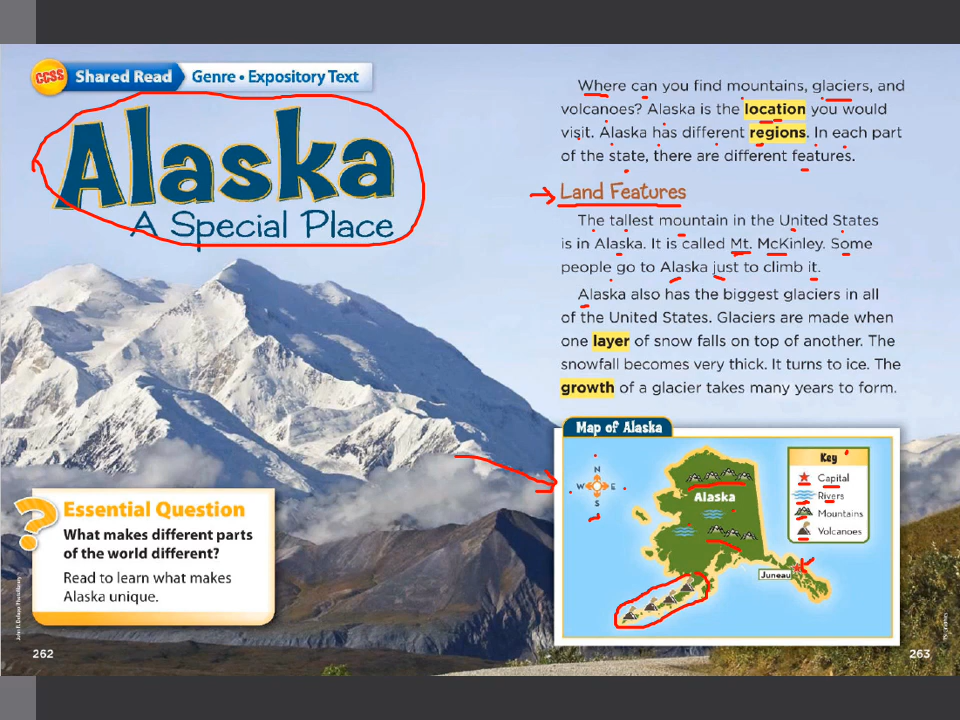 CCSS Shared Read Genre • Expository Text
Alaska
A Special Place
Essential Question
What makes different parts
of the world different?
Read to learn what makes
Alaska unique.
262
Where can you find mountains, glaciers, and
volcanoes? Alaska is the location you would
visit. Alaska has different regions. In each part
of the state, there are different features.
Land Features
The tallest mountain in the United States
is in Alaska. It is called Mt. McKinley. Some
people go to Alaska just to climb it.
Alaska also has the biggest glaciers in all
of the United States. Glaciers are made when
one layer of snow falls on top of another. The
snowfall becomes very thick. It turns to ice. The
growth of a glacier takes many years to form.
Map of Alaska
N
W E
S
Alaska
Juneau
Key
Capital
Rivers
Mountains
Volcanoes
263